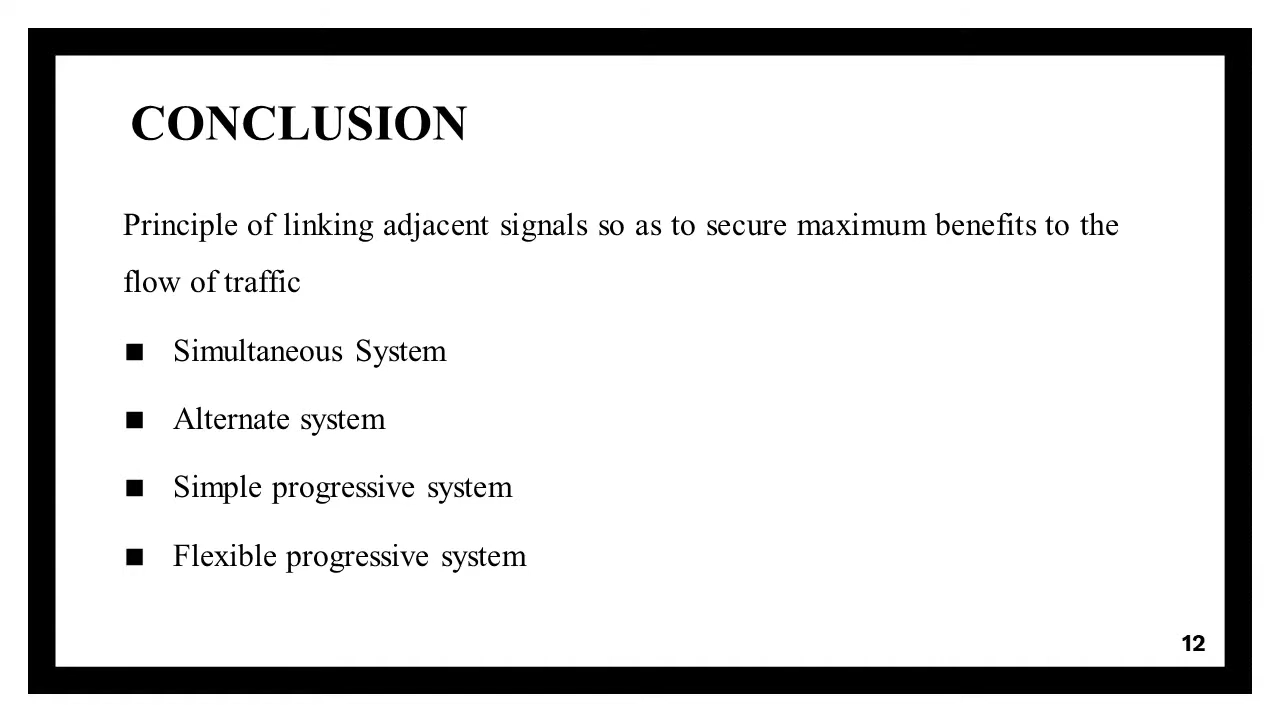 CONCLUSION
Principle of linking adjacent signals so as to secure maximum benefits to the
flow of traffic
■ Simultaneous System
■ Alternate system
■ Simple progressive system
■ Flexible progressive system
12